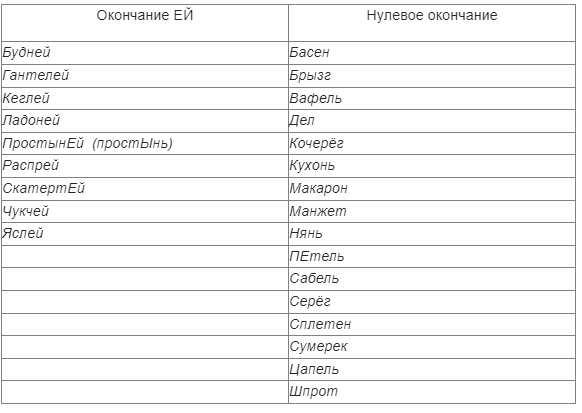 Окончание ЕЙ Нулевое окончание
Будней Басен
Гантелей Брызг
Кеглей Вафель
Ладоней Дел
ПростынЕй (простЫнь) Кочерёг
Распрей Кухонь
СкатертЕй Макарон
Чукчей Манжет
Яслей Нянь
ПЕтель
Сабель
Серёг
Сплетен
Сумерек
Цапель
Шпрот